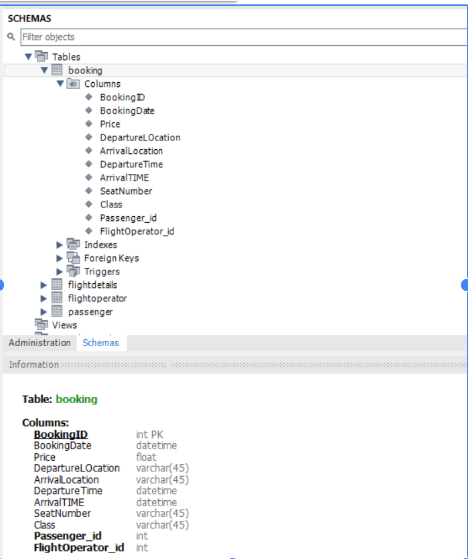 SCHEMAS
Filter objects
Tables
booking
Columns
BookingID
BookingDate
Price
DepartureLOcation
ArrivalLocation
DepartureTime
ArrivalTIME
SeatNumber
Class
Passenger_id
FlightOperator_id
Indexes
Foreign Keys
Triggers
flightdetails
flightoperator
passenger
Views
Administration Schemas
Information
Table: booking
Columns:
BookingID int PK
BookingDate datetime
Price float
DepartureLOcation varchar(45)
ArrivalLocation varchar(45)
DepartureTime datetime
ArrivalTIME datetime
SeatNumber varchar(45)
Class varchar(45)
Passenger_id int
FlightOperator_id int